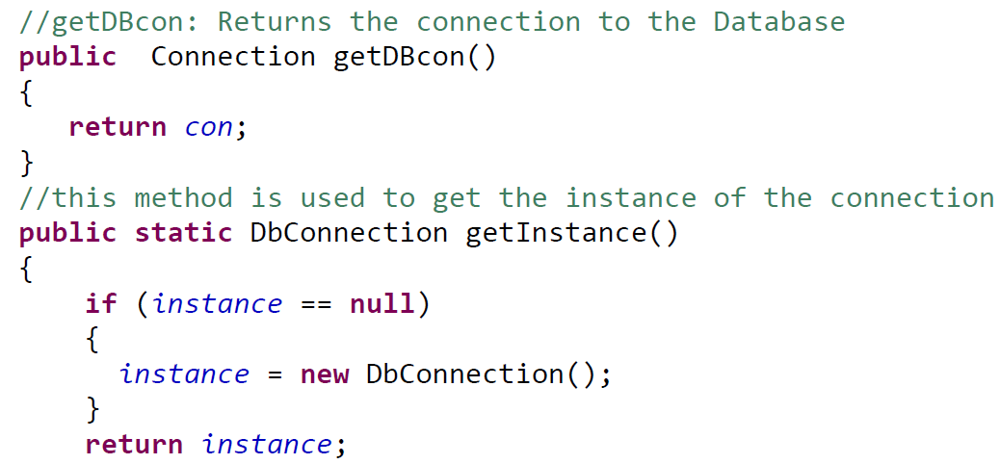 //getDBcon: Returns the connection to the Database
public  Connection getDBcon()
{
   return con;
}
//this method is used to get the instance of the connection
public static DbConnection getInstance()
{
    if (instance == null)
    {
      instance = new DbConnection();
    }
    return instance;